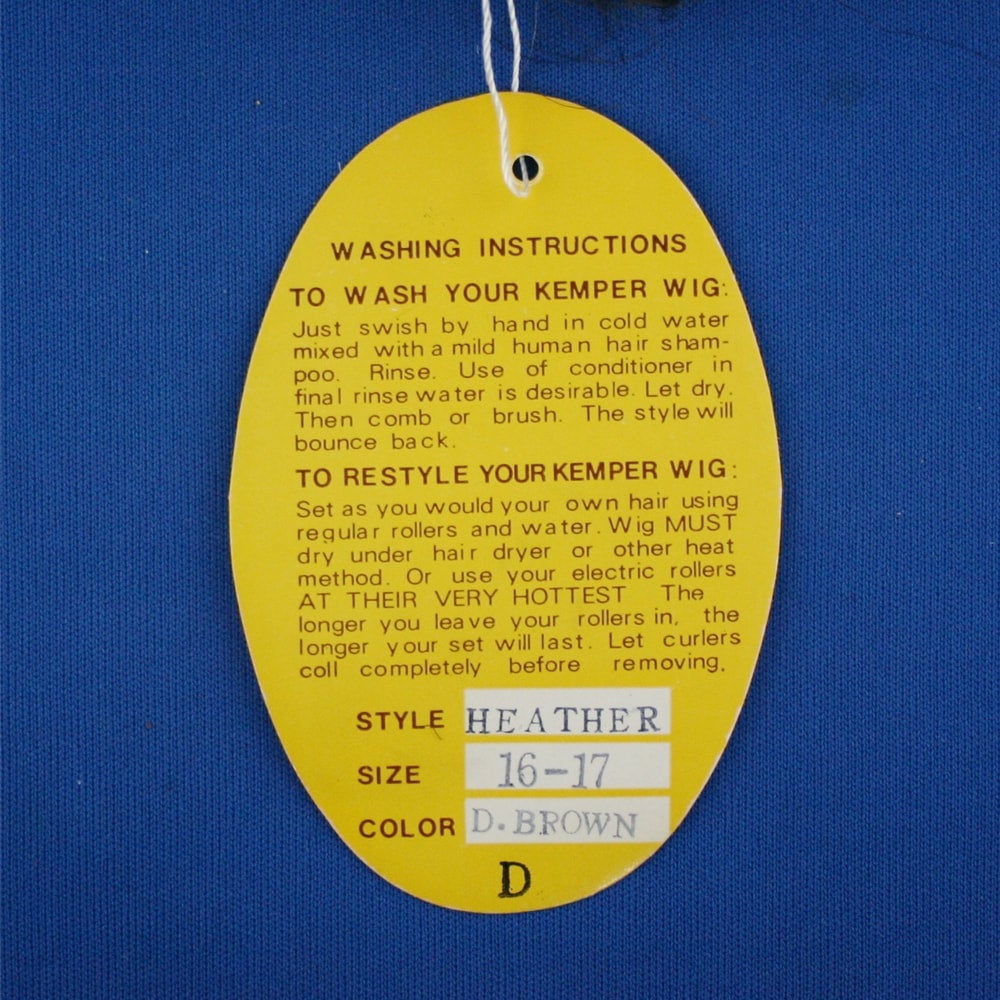 WASHING INSTRUCTIONS
TO WASH YOUR KEMPER WIG:
Just swish by hand in cold water
mixed with a mild human hair sham-
poo. Rinse. Use of conditioner in
final rinse water is desirable. Let dry.
Then comb or brush. The style will
bounce back.
TO RESTYLE YOUR KEMPER WIG:
Set as you would your own hair using
regular rollers and water. Wig MUST
dry under hair dryer or other heat
method. Or use your electric rollers
AT THEIR VERY HOTTEST The
longer you leave your rollers in, the
longer your set will last. Let curlers
coll completely before removing.
STYLE HEATHER
SIZE 16-17
COLOR D. BROWN
D